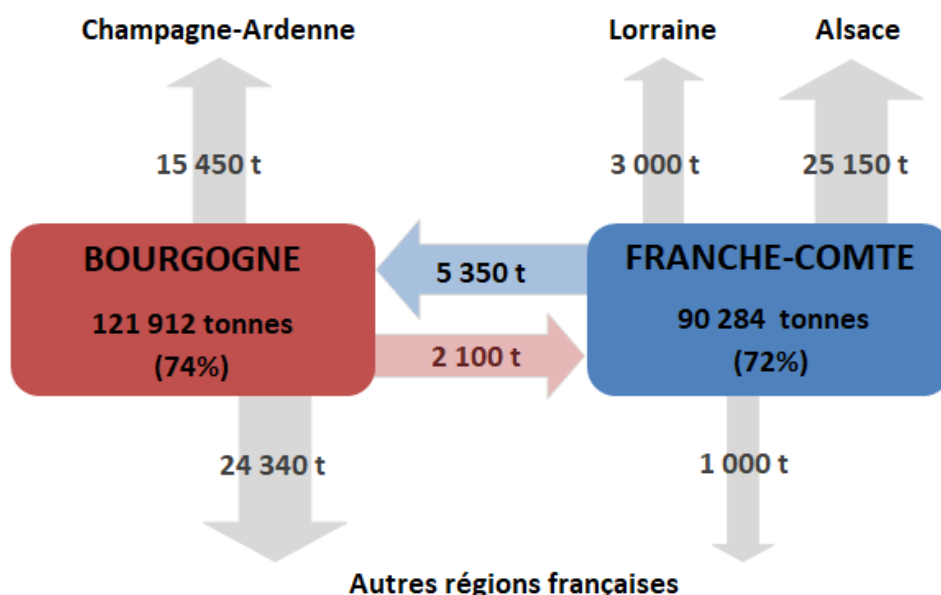 Champagne-Ardenne
Lorraine
Alsace
15 450 t
3 000 t
25 150 t
BOURGOGNE
121 912 tonnes
(74%)
5 350 t
2 100 t
FRANCHE-COMTE
90 284 tonnes
(72%)
24 340 t
1 000 t
Autres régions françaises